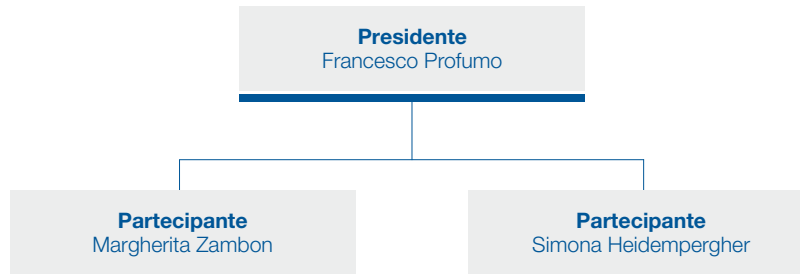 Presidente
Francesco Profumo
Partecipante
Margherita Zambon
Partecipante
Simona Heidempergher